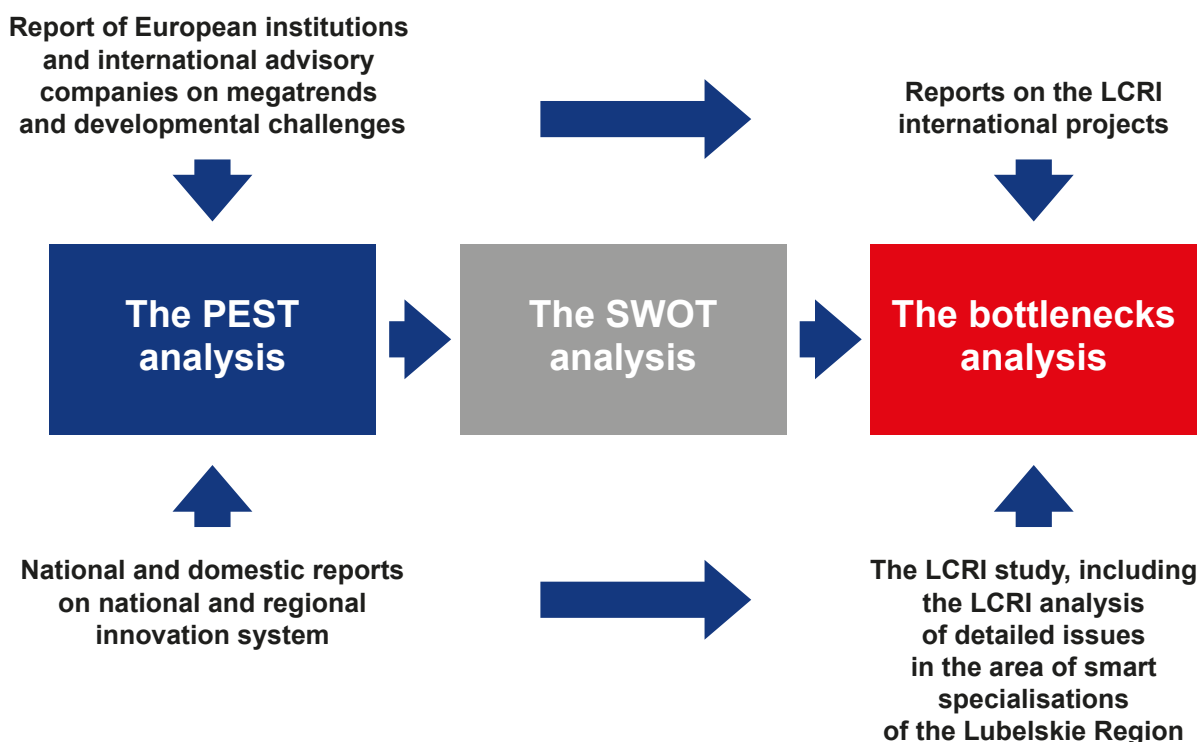 Report of European institutions
and international advisory
companies on megatrends
and developmental challenges
Reports on the LCRI
international projects
The PEST
analysis
The SWOT
analysis
The bottlenecks
analysis
National and domestic reports
on national and regional
innovation system
The LCRI study, including
the LCRI analysis
of detailed issues
in the area of smart
specialisations
of the Lubelskie Region